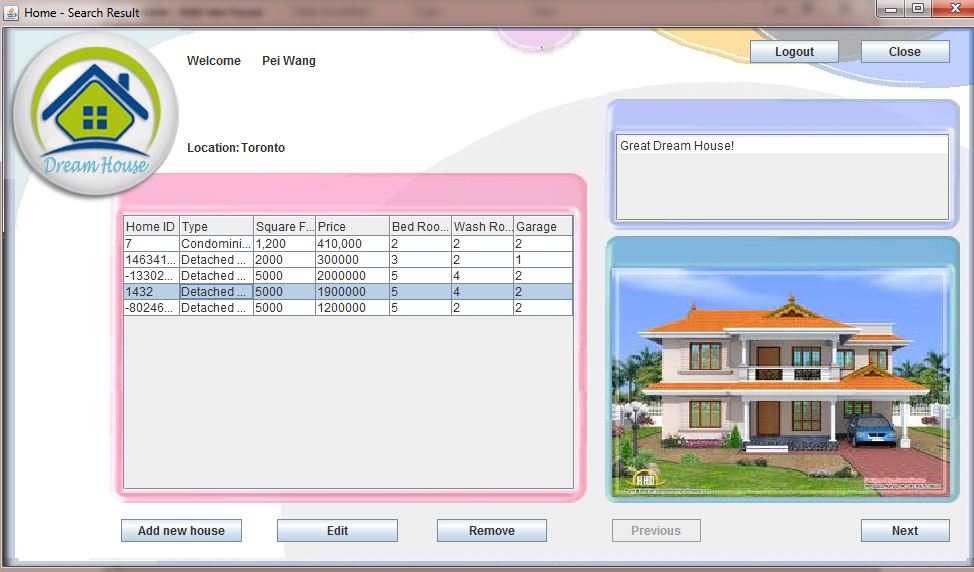 Home - Search Result
Logout
Close
Welcome Pei Wang
Dream House
Location: Toronto
Great Dream House!
Home ID Type Square F... Price Bed Roo... Wash Ro... Garage
7 Condomini... 1,200 410,000 2 2 2
146341... Detached ... 2000 300000 3 2 1
-13302... Detached ... 5000 2000000 5 4 2
1432 Detached ... 5000 1900000 5 4 2
-80246... Detached ... 5000 1200000 5 2 2
HHD
Add new house
Edit
Remove
Previous
Next